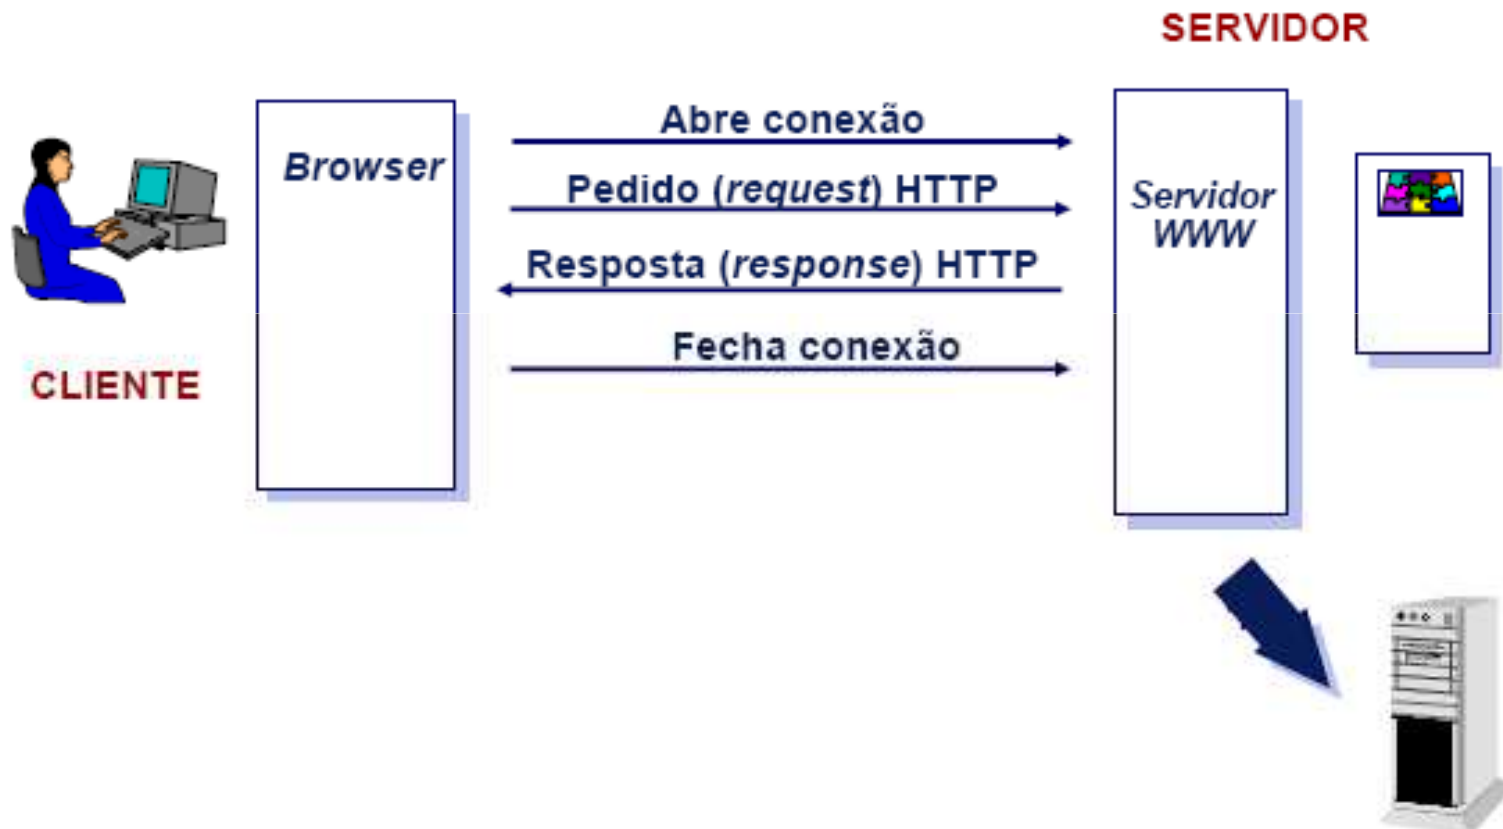 SERVIDOR
Abre conexão
Browser
Pedido (request) HTTP
Servidor
WWW
Resposta (response) HTTP
Fecha conexão
CLIENTE